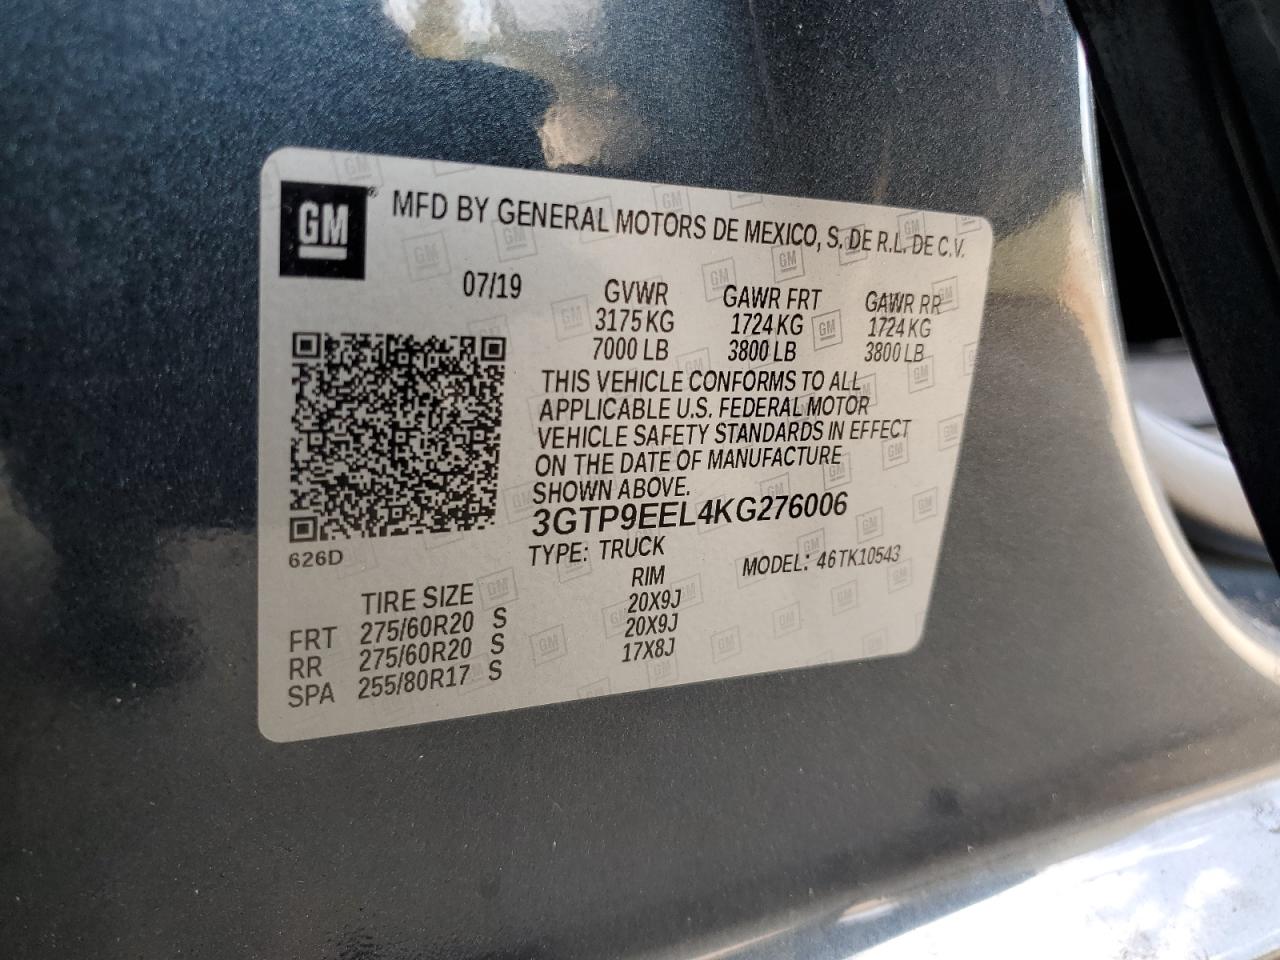 GM ® MFD BY GENERAL MOTORS DE MEXICO, S. DE R.L. DE C.V.
07/19 GVWR GAWR FRT GAWR RR
3175 KG 1724 KG 1724 KG
7000 LB 3800 LB 3800 LB
THIS VEHICLE CONFORMS TO ALL
APPLICABLE U.S. FEDERAL MOTOR
VEHICLE SAFETY STANDARDS IN EFFECT
ON THE DATE OF MANUFACTURE
SHOWN ABOVE.
3GTP9EEL4KG276006
626D
TYPE: TRUCK MODEL: 46TK10543
TIRE SIZE RIM
FRT 275/60R20 S 20X9J
RR 275/60R20 S 20X9J
SPA 255/80R17 S 17X8J